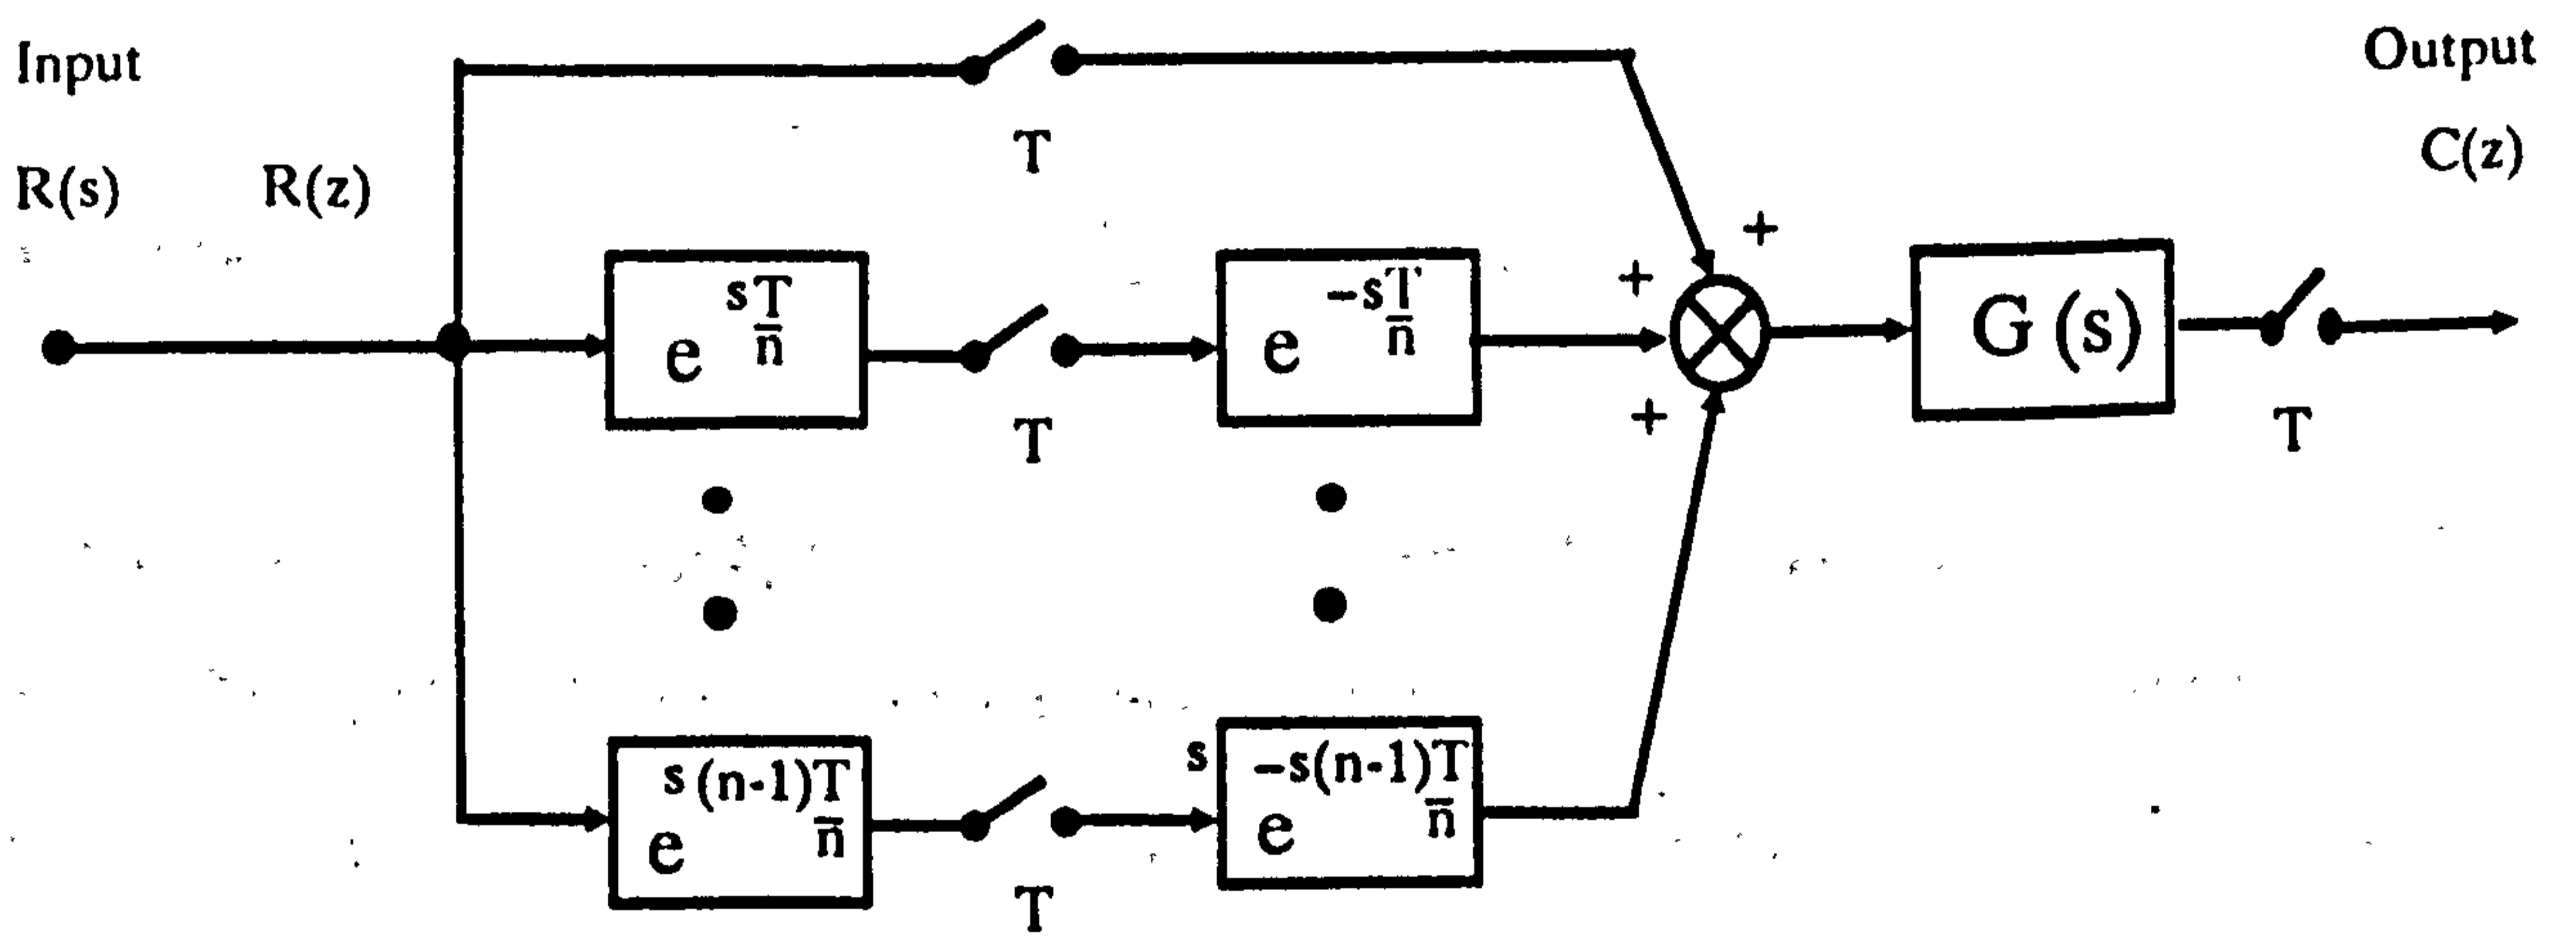 Input
Output
R(s)
R(z)
C(z)
T
+
+
+
e^{sT/n}
e^{-sT/n}
G(s)
T
T
e^{s(n-1)T/n}
s
e^{-s(n-1)T/n}
T